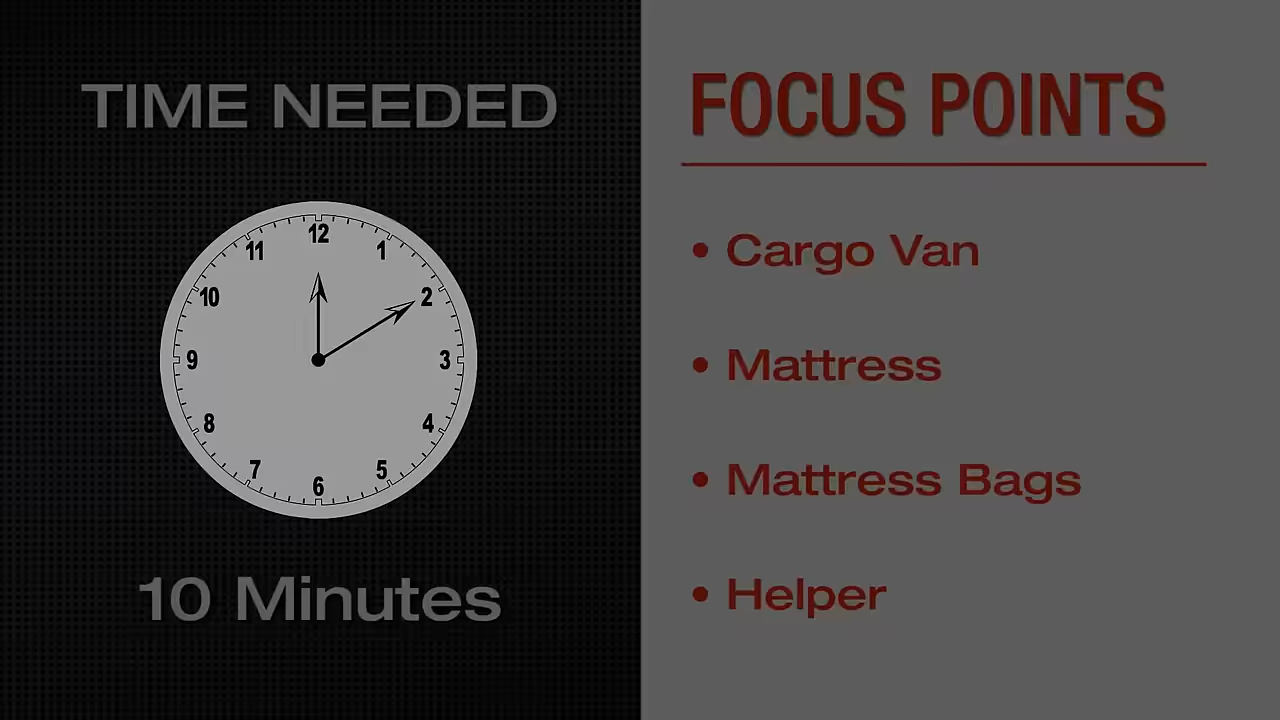 TIME NEEDED
12
11
1
10
2
9
3
8
4
7
5
6
10 Minutes
FOCUS POINTS
• Cargo Van
• Mattress
• Mattress Bags
• Helper